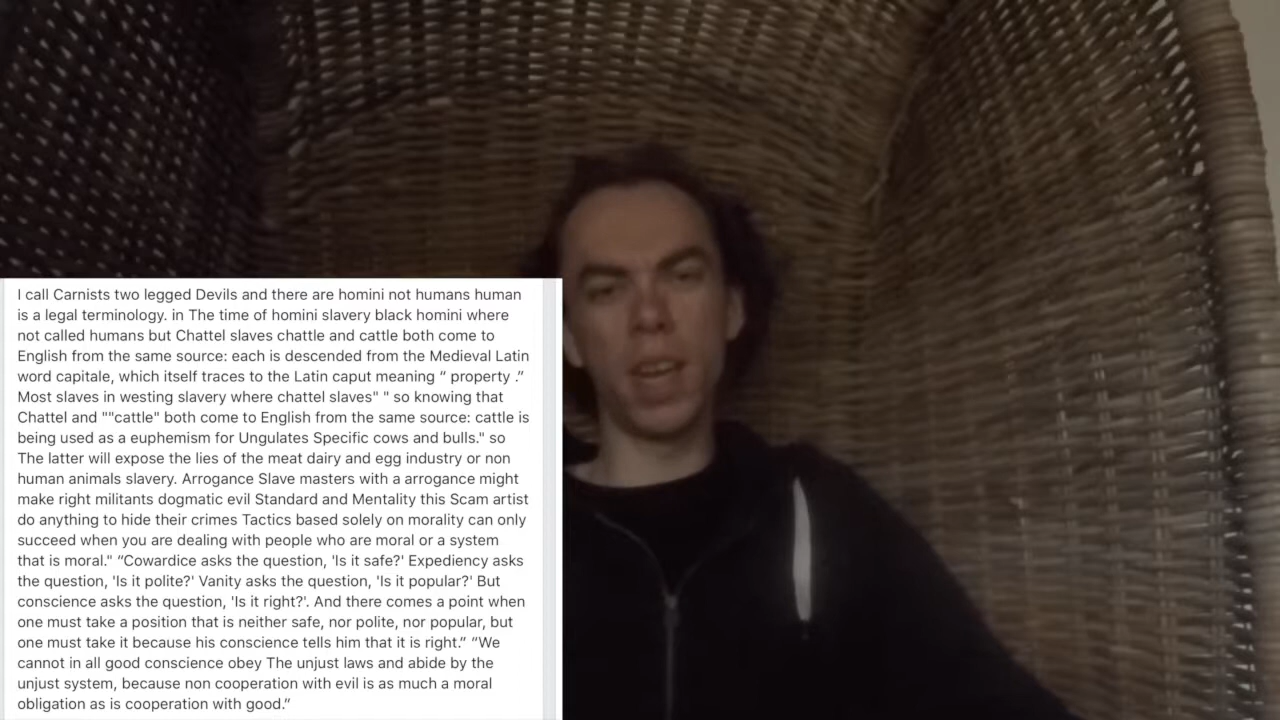 I call Carnists two legged Devils and there are homini not humans human
is a legal terminology. in The time of homini slavery black homini where
not called humans but Chattel slaves chattle and cattle both come to
English from the same source: each is descended from the Medieval Latin
word capitale, which itself traces to the Latin caput meaning “ property .”
Most slaves in westing slavery where chattel slaves" " so knowing that
Chattel and ""cattle" both come to English from the same source: cattle is
being used as a euphemism for Ungulates Specific cows and bulls." so
The latter will expose the lies of the meat dairy and egg industry or non
human animals slavery. Arrogance Slave masters with a arrogance might
make right militants dogmatic evil Standard and Mentality this Scam artist
do anything to hide their crimes Tactics based solely on morality can only
succeed when you are dealing with people who are moral or a system
that is moral." “Cowardice asks the question, 'Is it safe?' Expediency asks
the question, 'Is it polite?' Vanity asks the question, 'Is it popular?' But
conscience asks the question, 'Is it right?'. And there comes a point when
one must take a position that is neither safe, nor polite, nor popular, but
one must take it because his conscience tells him that it is right.” “We
cannot in all good conscience obey The unjust laws and abide by the
unjust system, because non cooperation with evil is as much a moral
obligation as is cooperation with good.”